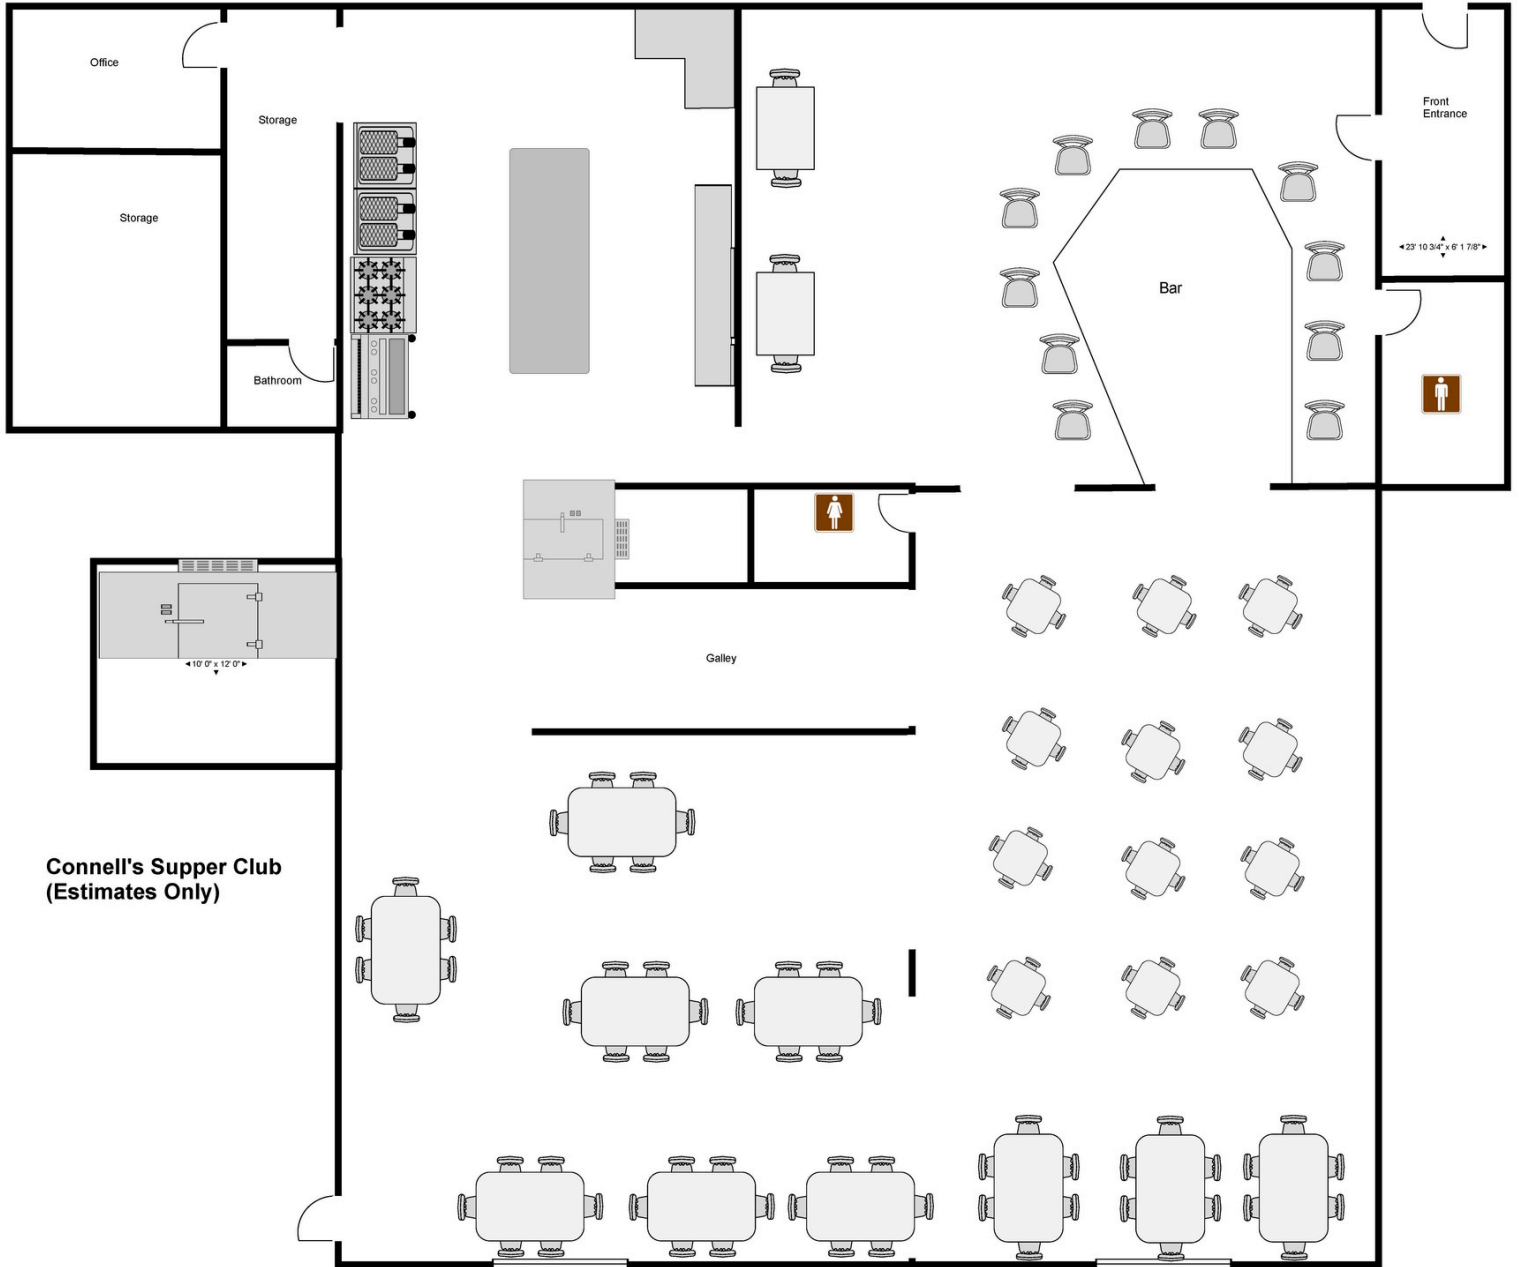 Office
Storage
Front
Entrance
Storage
23' 10 3/4" x 6' 1 7/8"
Bar
Bathroom
Galley
10' 0" x 12' 0"
Connell's Supper Club
(Estimates Only)